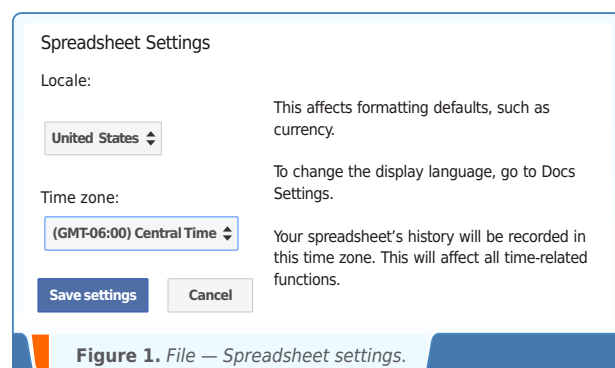 Spreadsheet Settings
Locale:
United States
This affects formatting defaults, such as
currency.
To change the display language, go to Docs
Settings.
Time zone:
(GMT-06:00) Central Time
Your spreadsheet's history will be recorded in
this time zone. This will affect all time-related
functions.
Save settings
Cancel
Figure 1. File — Spreadsheet settings.